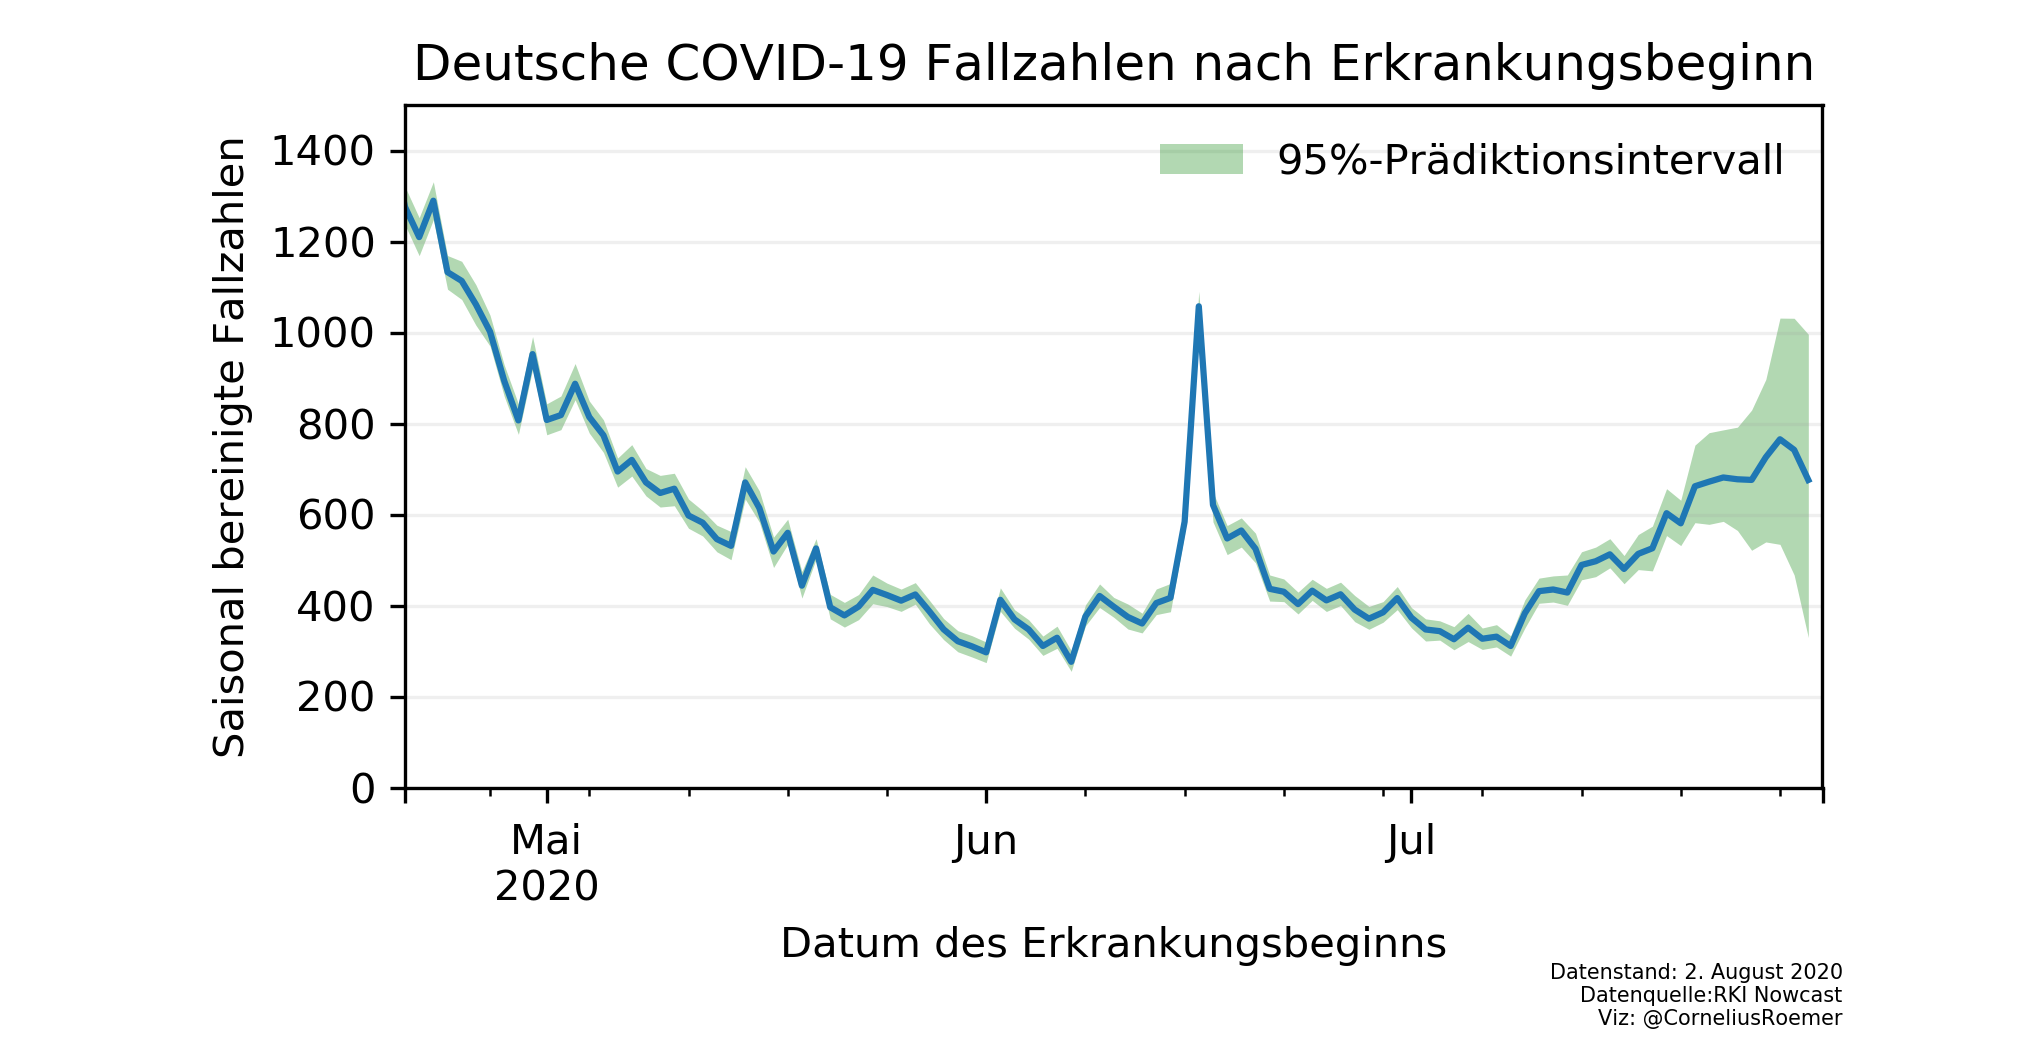 Deutsche COVID-19 Fallzahlen nach Erkrankungsbeginn
95%-Prädiktionsintervall
Saisonal bereinigte Fallzahlen
1400
1200
1000
800
600
400
200
0
Mai
2020
Jun
Jul
Datum des Erkrankungsbeginns
Datenstand: 2. August 2020
Datenquelle:RKI Nowcast
Viz: @CorneliusRoemer